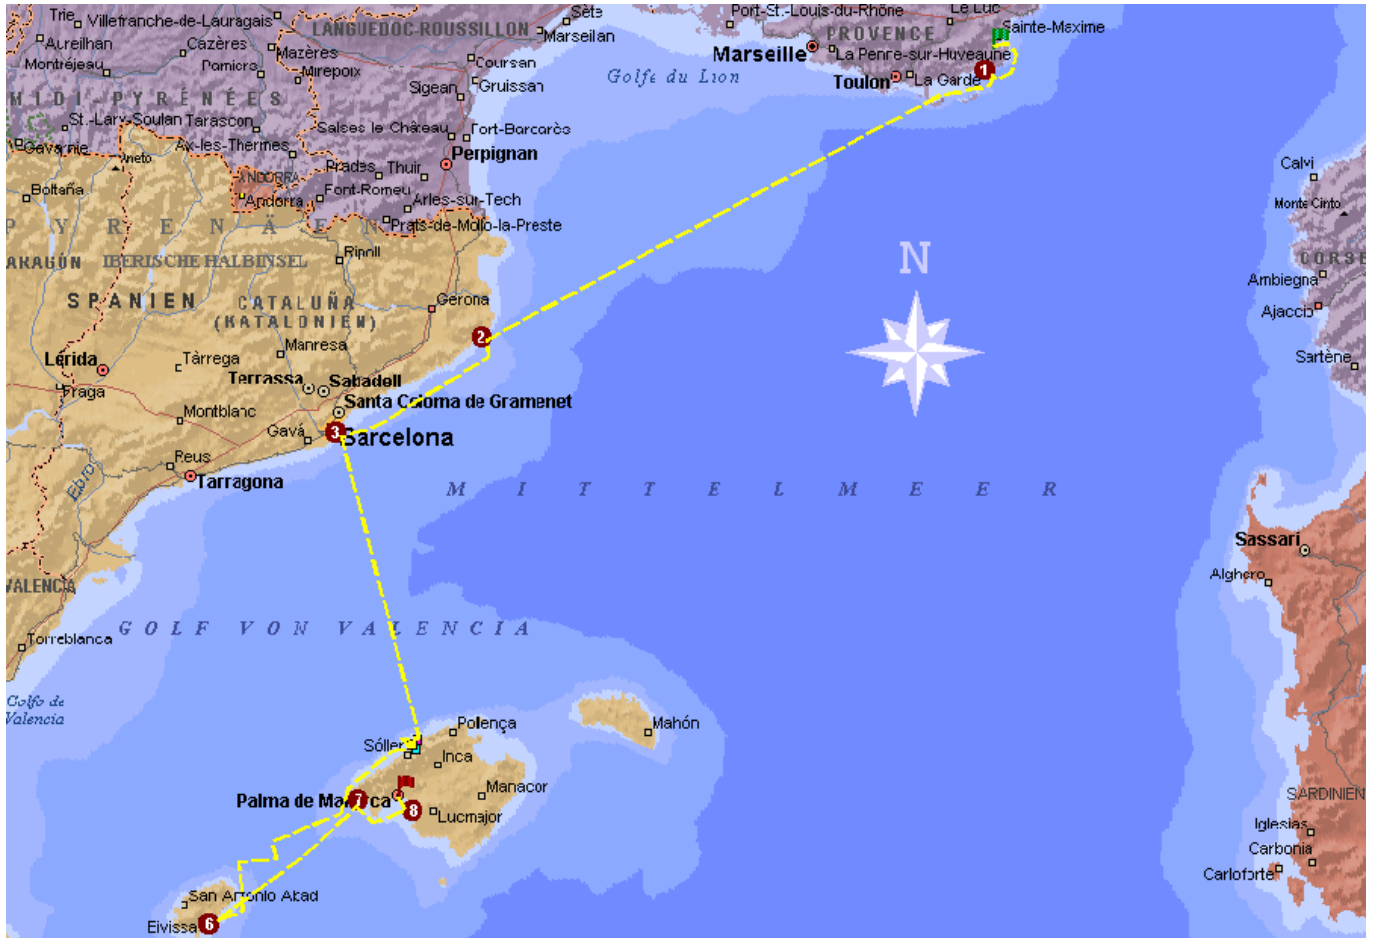 Trie
Villefranche-de-Lauragais
Aureilhan
Cazères
Mazères
Montréjeau
Pamiers
Mirepoix
MIDI-PYRÉNÉES
St.-Lary-Soulan
Tarascon
Gavarnie
Aneto
Ax-les-Thermes
LANGUEDOC-ROUSSILLON
Sète
Marseillan
Coursan
Sigean
Gruissan
Salses le Château
Port-Barcarès
Perpignan
Prades
Thuir
Font-Romeu
Arles-sur-Tech
Prats-de-Mollo-la-Preste
Port-St.-Louis-du-Rhône
Le Luc
PROVENCE
Sainte-Maxime
Marseille
La Penne-sur-Huveaune
Toulon
La Garde
1
Golfe du Lion
ANDORRA
Andorra
Boltaña
PYRENÄEN
ARAGÓN
IBERISCHE HALBINSEL
Ripoll
SPANIEN
CATALUÑA
(KATALONIEN)
Gerona
2
Manresa
Lérida
Tàrrega
Terrassa
Sabadell
Fraga
Montblanc
Santa Coloma de Gramenet
Gavá
3
Barcelona
Reus
Tarragona
Ebro
N
Calvi
Monte Cinto
CORSE
Ambiegna
Ajaccio
Sartène
MITTELMEER
Sassari
Alghero
VALENCIA
Torreblanca
GOLF VON VALENCIA
Golfo de
Valencia
Polença
Mahón
Sóller
Inca
Manacor
Palma de Mallorca
7
8
Lucmajor
SARDINIEN
Iglesias
Carbonia
Carloforte
San Antonio Abad
Eivissa
6